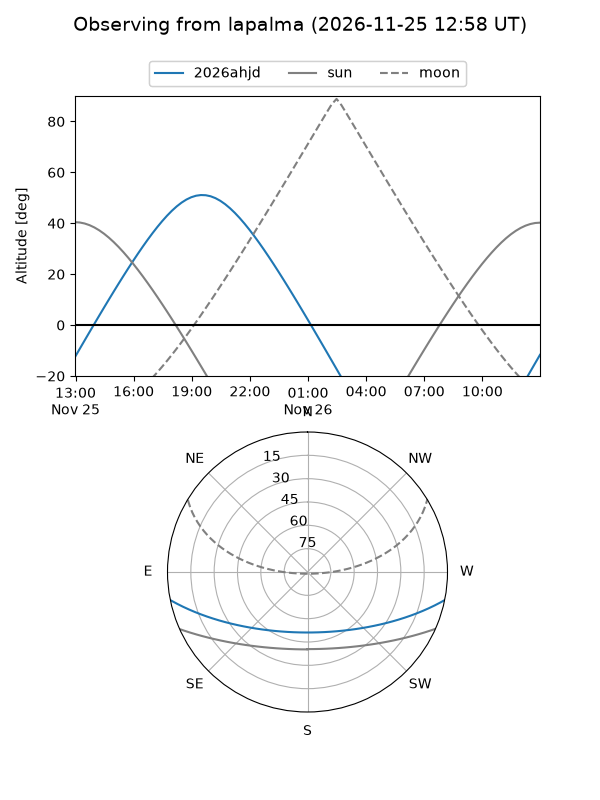 Observing from lapalma (2026-11-25 12:58 UT)
2026ahjd sun moon
Altitude [deg]
80
60
40
20
0
−20
13:00 16:00 19:00 22:00 01:00 04:00 07:00 10:00
Nov 25 Nov 26
N
NE NW
15
30
45
60
75
E W
SE SW
S